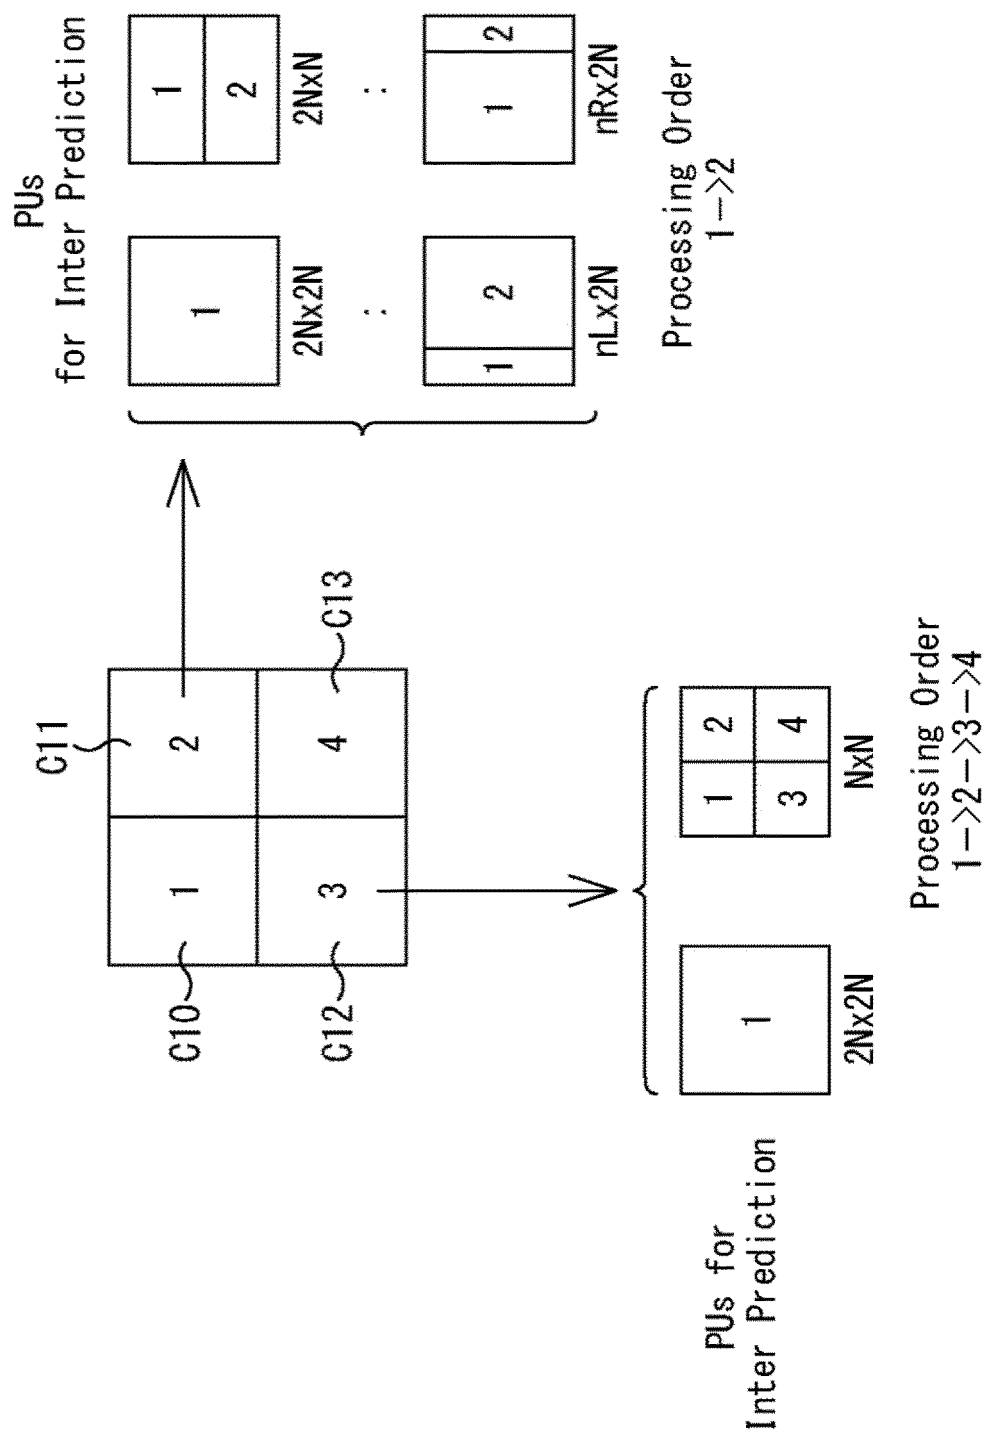 PUs
for Inter Prediction
C11
C10
1
2
3
4
C12
C13
1
2Nx2N
1
2
2NxN
:
:
1
2
nLx2N
1
2
nRx2N
Processing Order
1—>2
PUs for
Inter Prediction
1
2Nx2N
1
2
3
4
NxN
Processing Order
1—>2—>3—>4